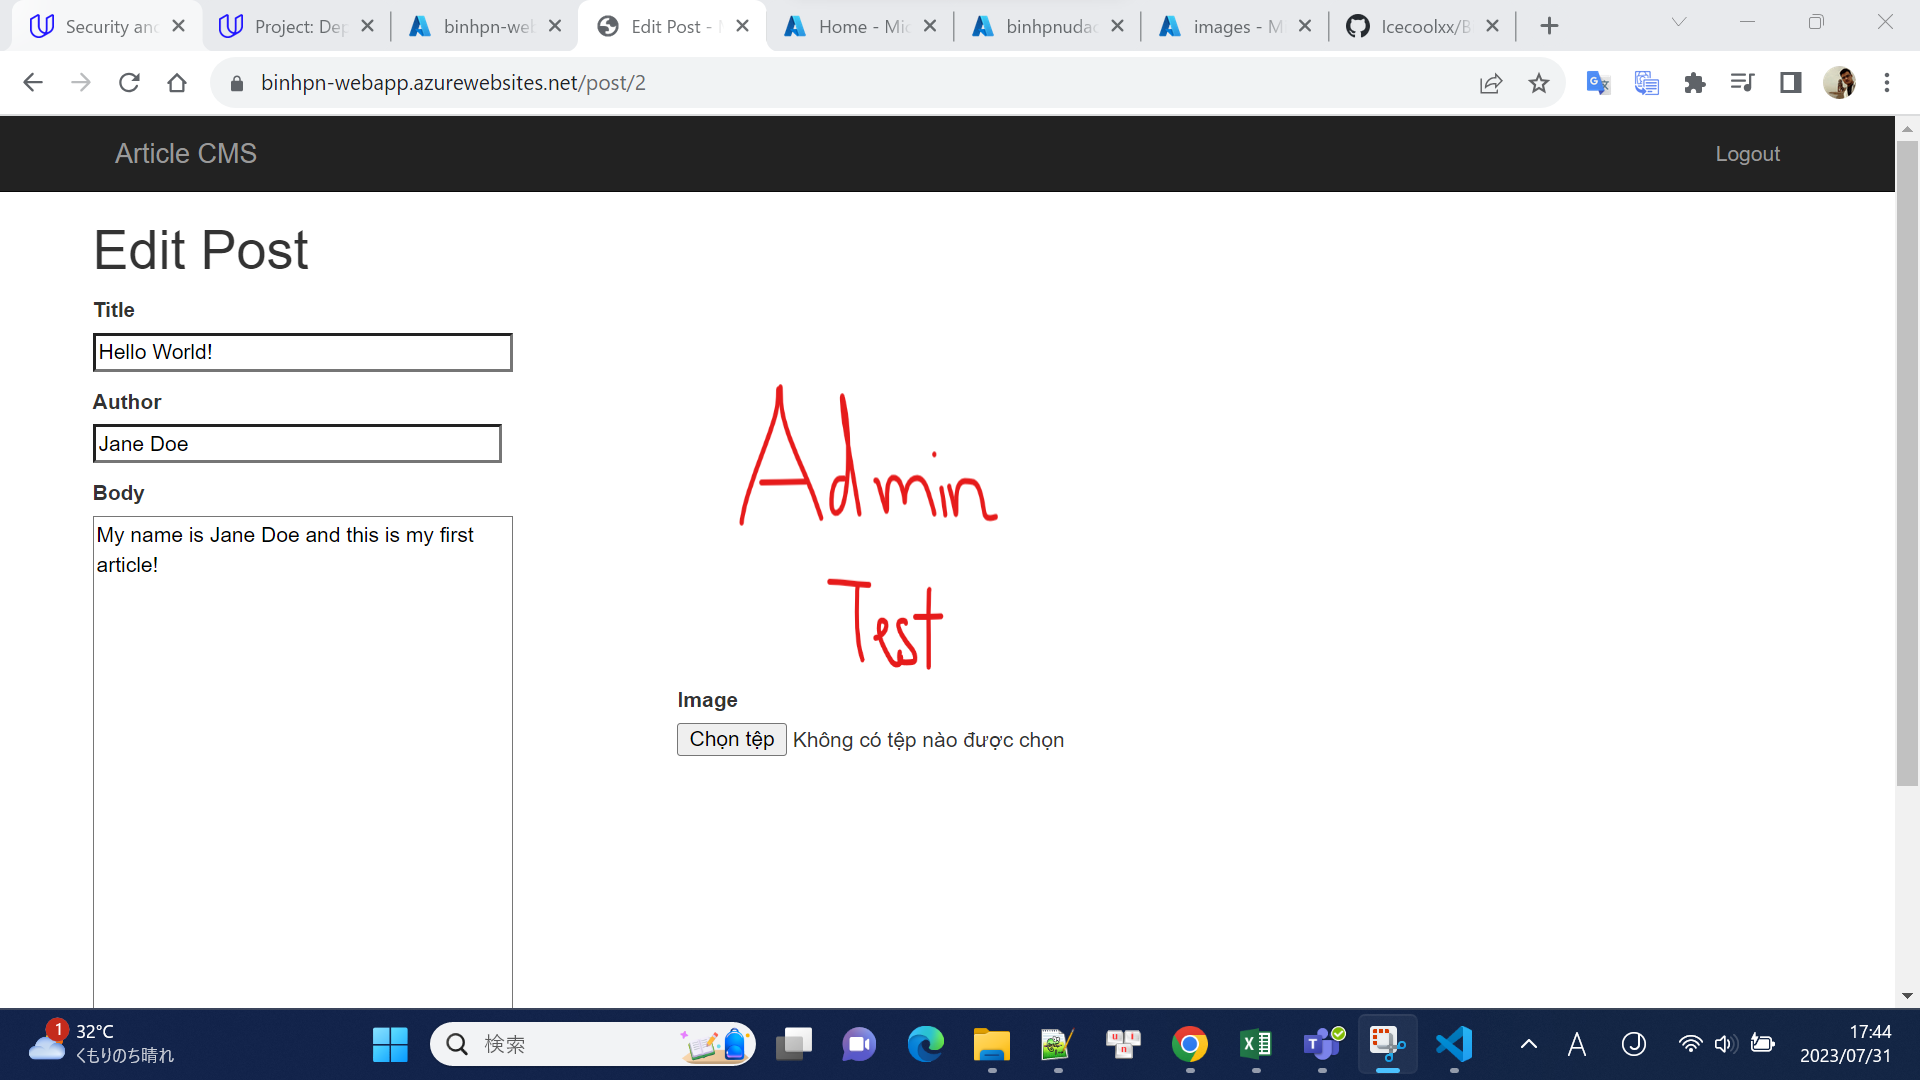 Security and
Project: Dep
binhpn-web
Edit Post -
Home - Mic
binhpnudac
images - M
Icecoolxx/B
binhpn-webapp.azurewebsites.net/post/2
Article CMS
Logout
Edit Post
Title
Hello World!
Author
Jane Doe
Body
My name is Jane Doe and this is my first
article!
Admin
Test
Image
Chọn tệp Không có tệp nào được chọn
1
32°C
くもりのち晴れ
検索
A
J
17:44
2023/07/31